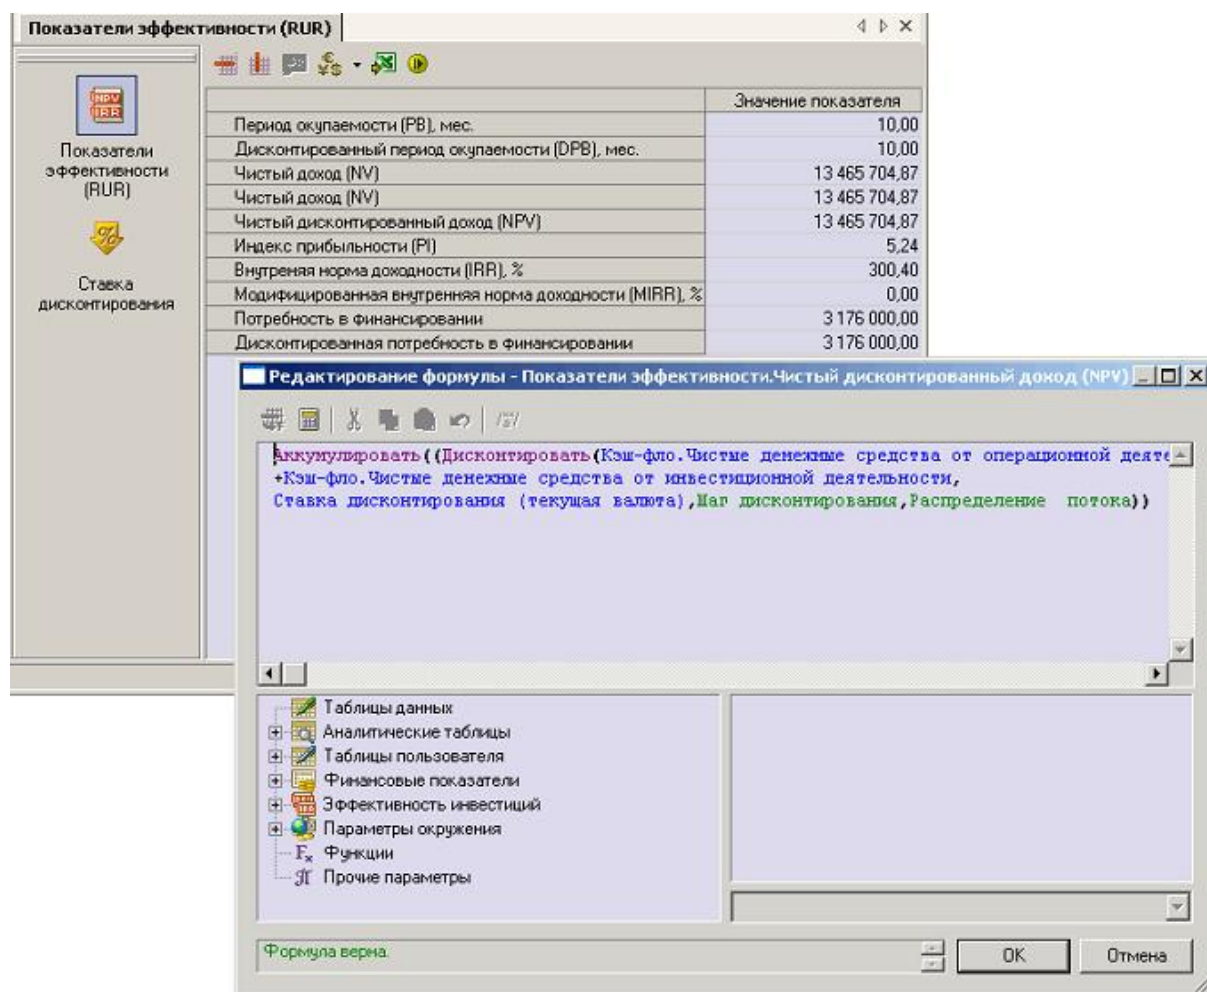 Показатели эффективности (RUR)
Показатели
эффективности
(RUR)
Ставка
дисконтирования
Значение показателя
Период окупаемости (PB), мес. 10,00
Дисконтированный период окупаемости (DPB), мес. 10,00
Чистый доход (NV) 13 465 704,87
Чистый доход (NV) 13 465 704,87
Чистый дисконтированный доход (NPV) 13 465 704,87
Индекс прибыльности (PI) 5,24
Внутреняя норма доходности (IRR), % 300,40
Модифицированная внутренняя норма доходности (MIRR), % 0,00
Потребность в финансировании 3 176 000,00
Дисконтированная потребность в финансировании 3 176 000,00
Редактирование формулы - Показатели эффективности.Чистый дисконтированный доход (NPV)
Аккумулировать((Дисконтировать(Кэш-фло.Чистые денежные средства от операционной деяте
+Кэш-фло.Чистые денежные средства от инвестиционной деятельности,
Ставка дисконтирования (текущая валюта),Шаг дисконтирования,Распределение потока))
Таблицы данных
Аналитические таблицы
Таблицы пользователя
Финансовые показатели
Эффективность инвестиций
Параметры окружения
Функции
Прочие параметры
Формула верна.
OK
Отмена